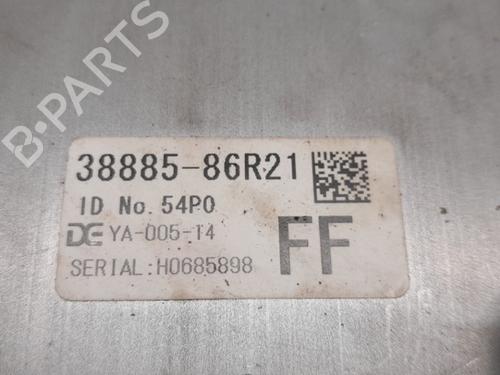 B-PARTS
38885-86R21
ID No. 54P0
DE YA-005-T4
FF
SERIAL:H0685898